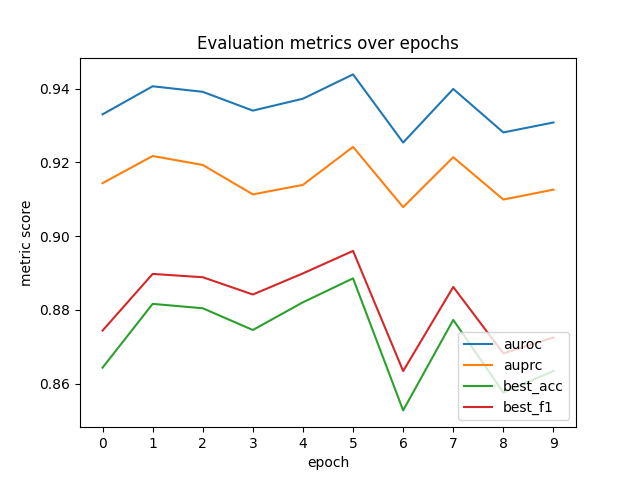 Evaluation metrics over epochs
metric score
0.94
0.92
0.90
0.88
0.86
0 1 2 3 4 5 6 7 8 9
epoch
auroc
auprc
best_acc
best_f1